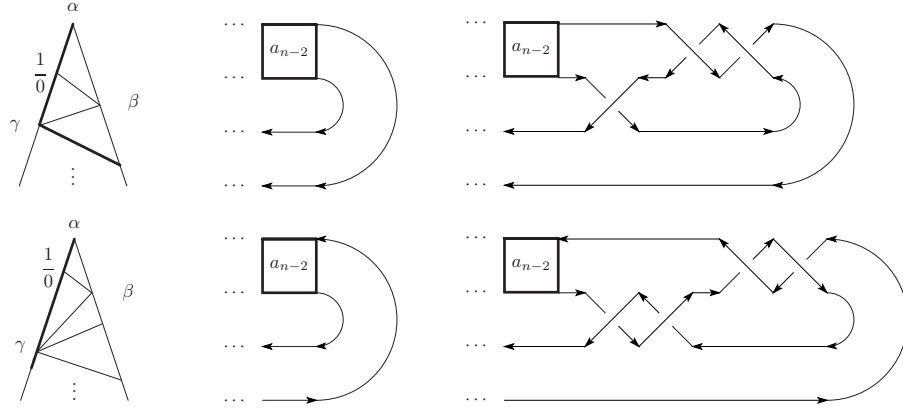 α ⋯ ⋯
1/0 a_{n−2} a_{n−2}
⋯ ⋯
β
γ ⋯ ⋯
⋮ ⋯ ⋯
α ⋯ ⋯
1/0 a_{n−2} a_{n−2}
β ⋯ ⋯
γ ⋯ ⋯
⋮ ⋯ ⋯